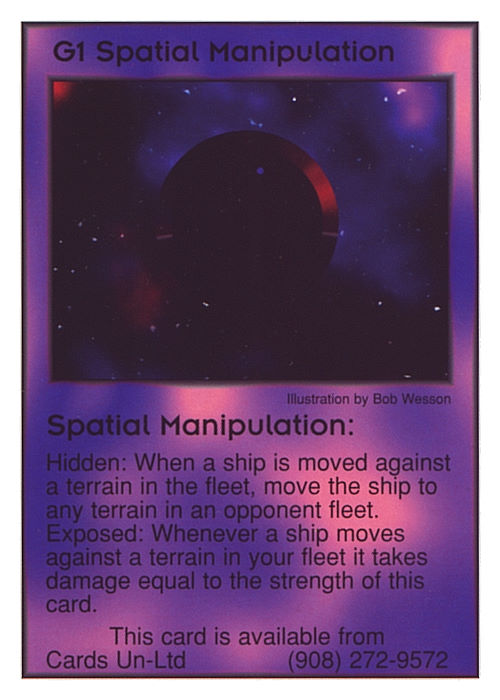 G1 Spatial Manipulation
Illustration by Bob Wesson
Spatial Manipulation:
Hidden: When a ship is moved against
a terrain in the fleet, move the ship to
any terrain in an opponent fleet.
Exposed: Whenever a ship moves
against a terrain in your fleet it takes
damage equal to the strength of this
card.
This card is available from
Cards Un-Ltd (908) 272-9572